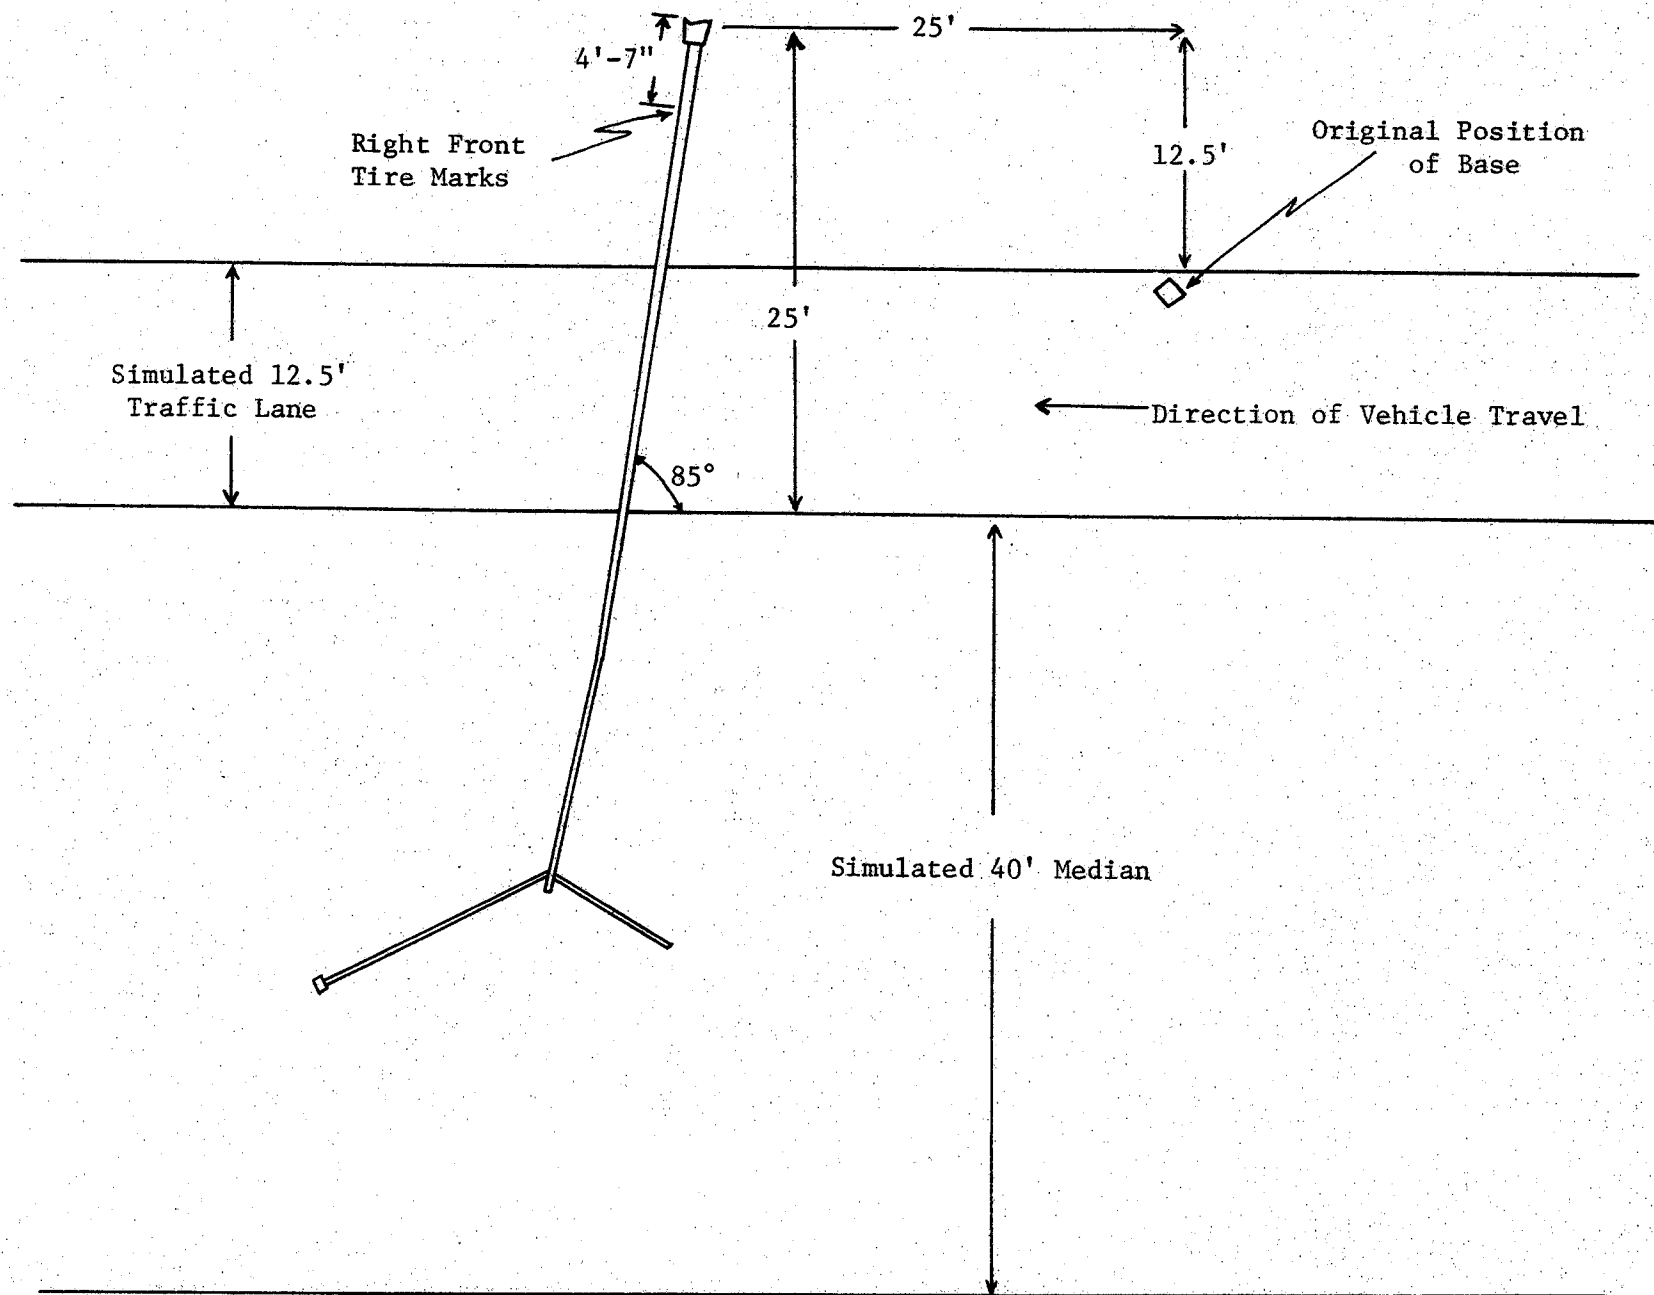 25'
4'-7"
Right Front
Tire Marks
12.5'
Original Position
of Base
25'
Simulated 12.5'
Traffic Lane
Direction of Vehicle Travel
85°
Simulated 40' Median